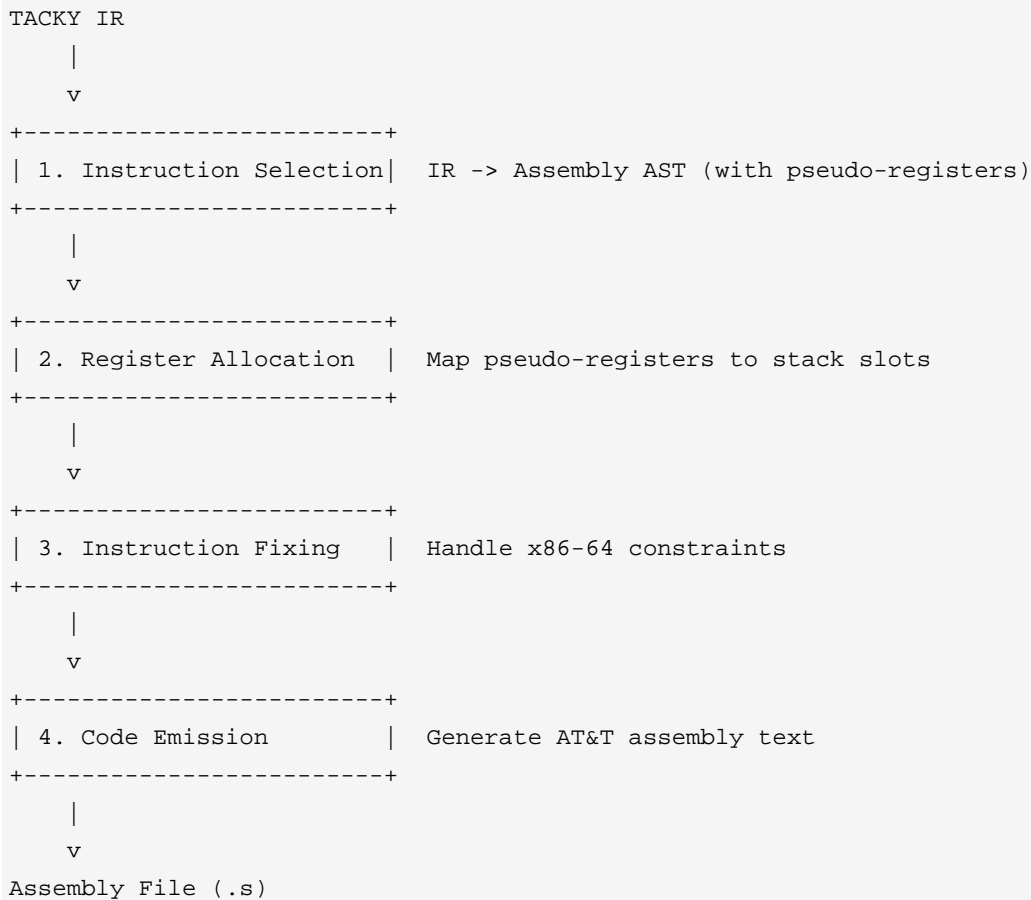 TACKY IR
    |
    v
+-------------------------+
| 1. Instruction Selection|  IR -> Assembly AST (with pseudo-registers)
+-------------------------+
    |
    v
+-------------------------+
| 2. Register Allocation  |  Map pseudo-registers to stack slots
+-------------------------+
    |
    v
+-------------------------+
| 3. Instruction Fixing   |  Handle x86-64 constraints
+-------------------------+
    |
    v
+-------------------------+
| 4. Code Emission        |  Generate AT&T assembly text
+-------------------------+
    |
    v
Assembly File (.s)